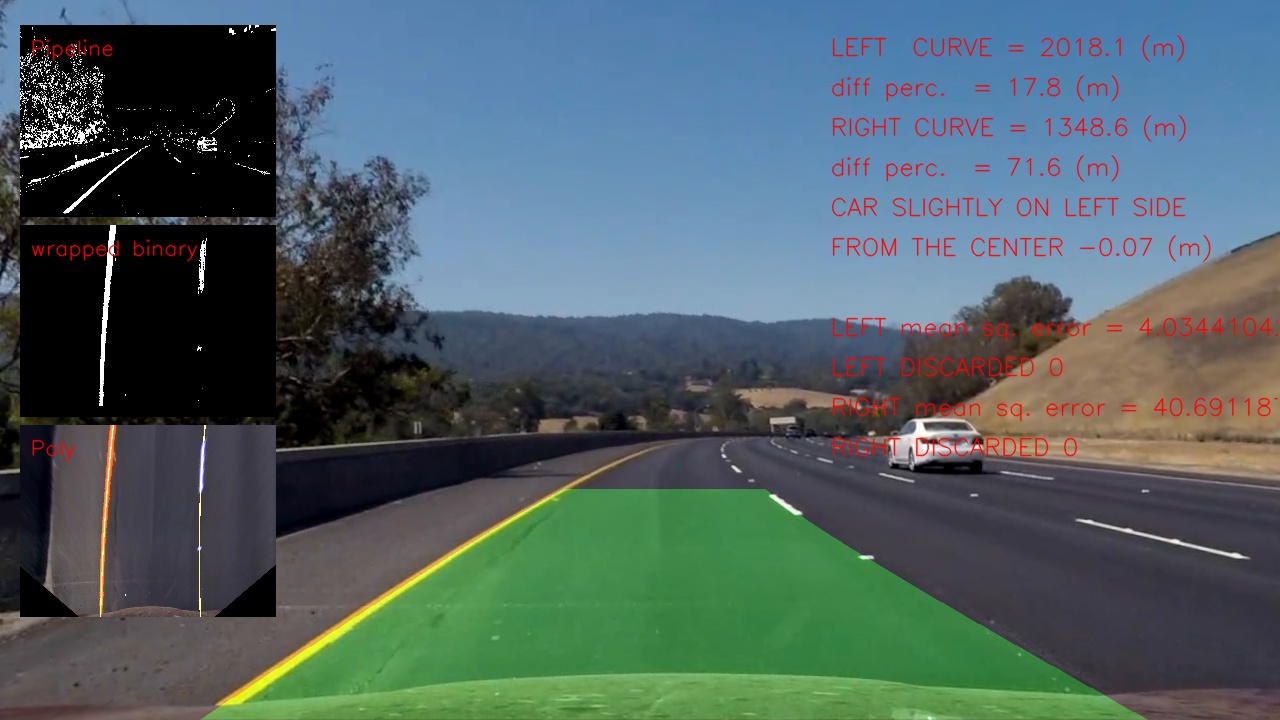 Pipeline
wrapped binary
Poly
LEFT CURVE = 2018.1 (m)
diff perc. = 17.8 (m)
RIGHT CURVE = 1348.6 (m)
diff perc. = 71.6 (m)
CAR SLIGHTLY ON LEFT SIDE
FROM THE CENTER -0.07 (m)
LEFT mean sq. error = 4.0344104
LEFT DISCARDED 0
RIGHT mean sq. error = 40.691187
RIGHT DISCARDED 0